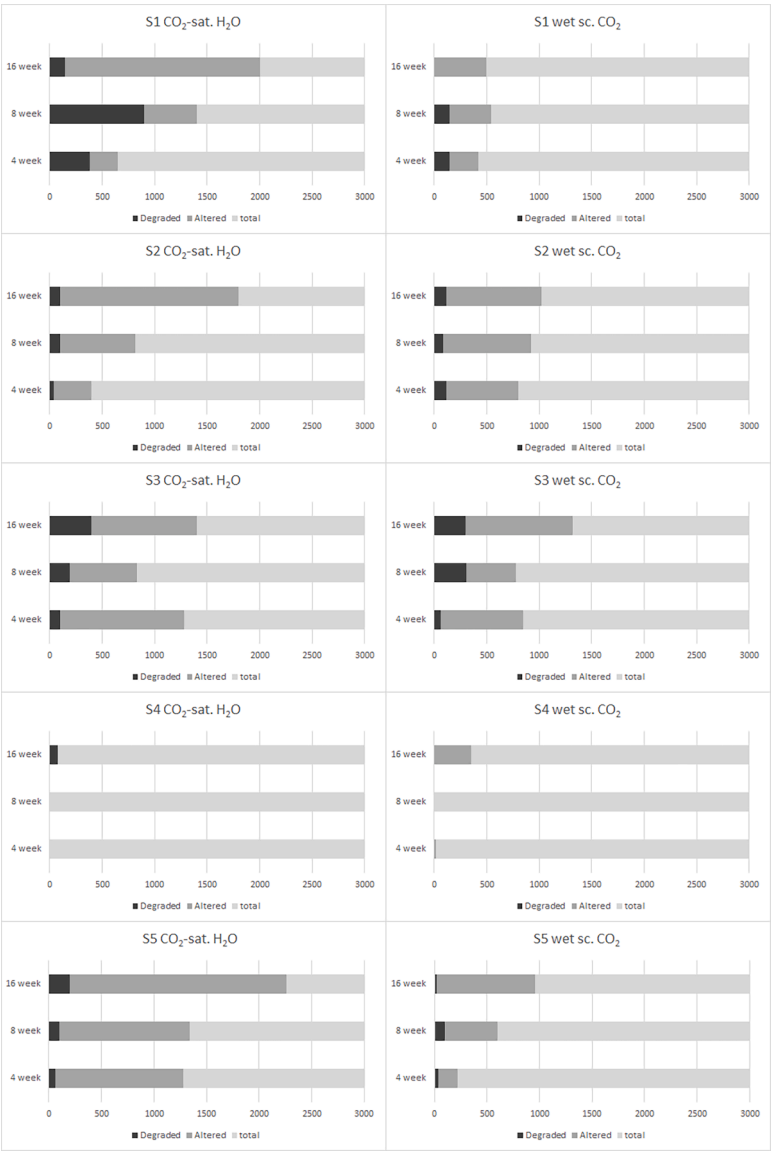 S1 CO₂-sat. H₂O
16 week
8 week
4 week
0 500 1000 1500 2000 2500 3000
Degraded Altered total
S1 wet sc. CO₂
16 week
8 week
4 week
0 500 1000 1500 2000 2500 3000
Degraded Altered total
S2 CO₂-sat. H₂O
16 week
8 week
4 week
0 500 1000 1500 2000 2500 3000
Degraded Altered total
S2 wet sc. CO₂
16 week
8 week
4 week
0 500 1000 1500 2000 2500 3000
Degraded Altered total
S3 CO₂-sat. H₂O
16 week
8 week
4 week
0 500 1000 1500 2000 2500 3000
Degraded Altered total
S3 wet sc. CO₂
16 week
8 week
4 week
0 500 1000 1500 2000 2500 3000
Degraded Altered total
S4 CO₂-sat. H₂O
16 week
8 week
4 week
0 500 1000 1500 2000 2500 3000
Degraded Altered total
S4 wet sc. CO₂
16 week
8 week
4 week
0 500 1000 1500 2000 2500 3000
Degraded Altered total
S5 CO₂-sat. H₂O
16 week
8 week
4 week
0 500 1000 1500 2000 2500 3000
Degraded Altered total
S5 wet sc. CO₂
16 week
8 week
4 week
0 500 1000 1500 2000 2500 3000
Degraded Altered total